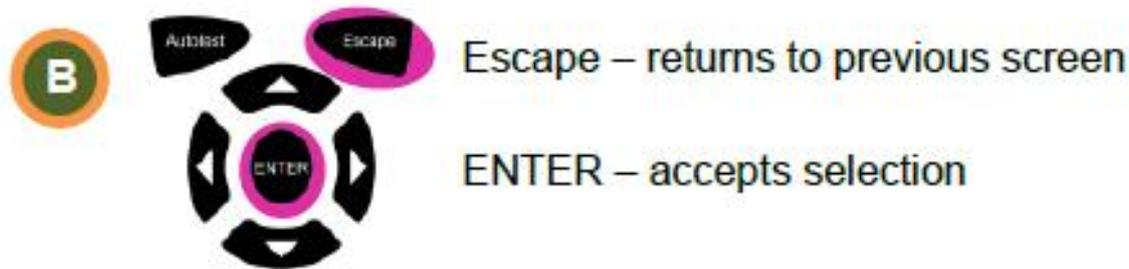 B
Autotest
Escape
Escape – returns to previous screen
ENTER
ENTER – accepts selection